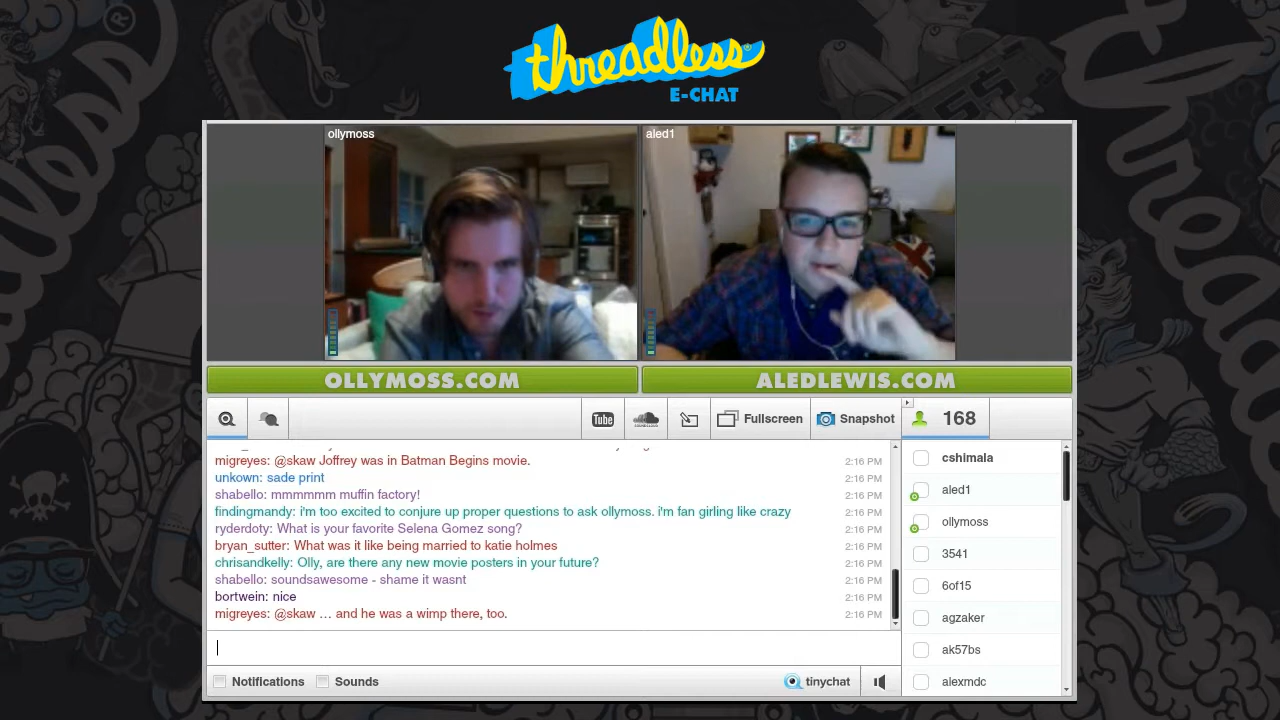 threadless
E-CHAT
ollymoss
aled1
OLLYMOSS.COM
ALEDLEWIS.COM
You Tube
Fullscreen
Snapshot
168
migreyes: @skaw Joffrey was in Batman Begins movie. 2:16 PM
unkown: sade print 2:16 PM
shabello: mmmmmm muffin factory! 2:16 PM
findingmandy: i'm too excited to conjure up proper questions to ask ollymoss. i'm fan girling like crazy 2:16 PM
ryderdoty: What is your favorite Selena Gomez song? 2:16 PM
bryan_sutter: What was it like being married to katie holmes 2:16 PM
chrisandkelly: Olly, are there any new movie posters in your future? 2:16 PM
shabello: soundsawesome - shame it wasnt 2:16 PM
bortwein: nice 2:16 PM
migreyes: @skaw … and he was a wimp there, too. 2:16 PM
cshimala
aled1
ollymoss
3541
6of15
agzaker
ak57bs
alexmdc
Notifications
Sounds
tinychat